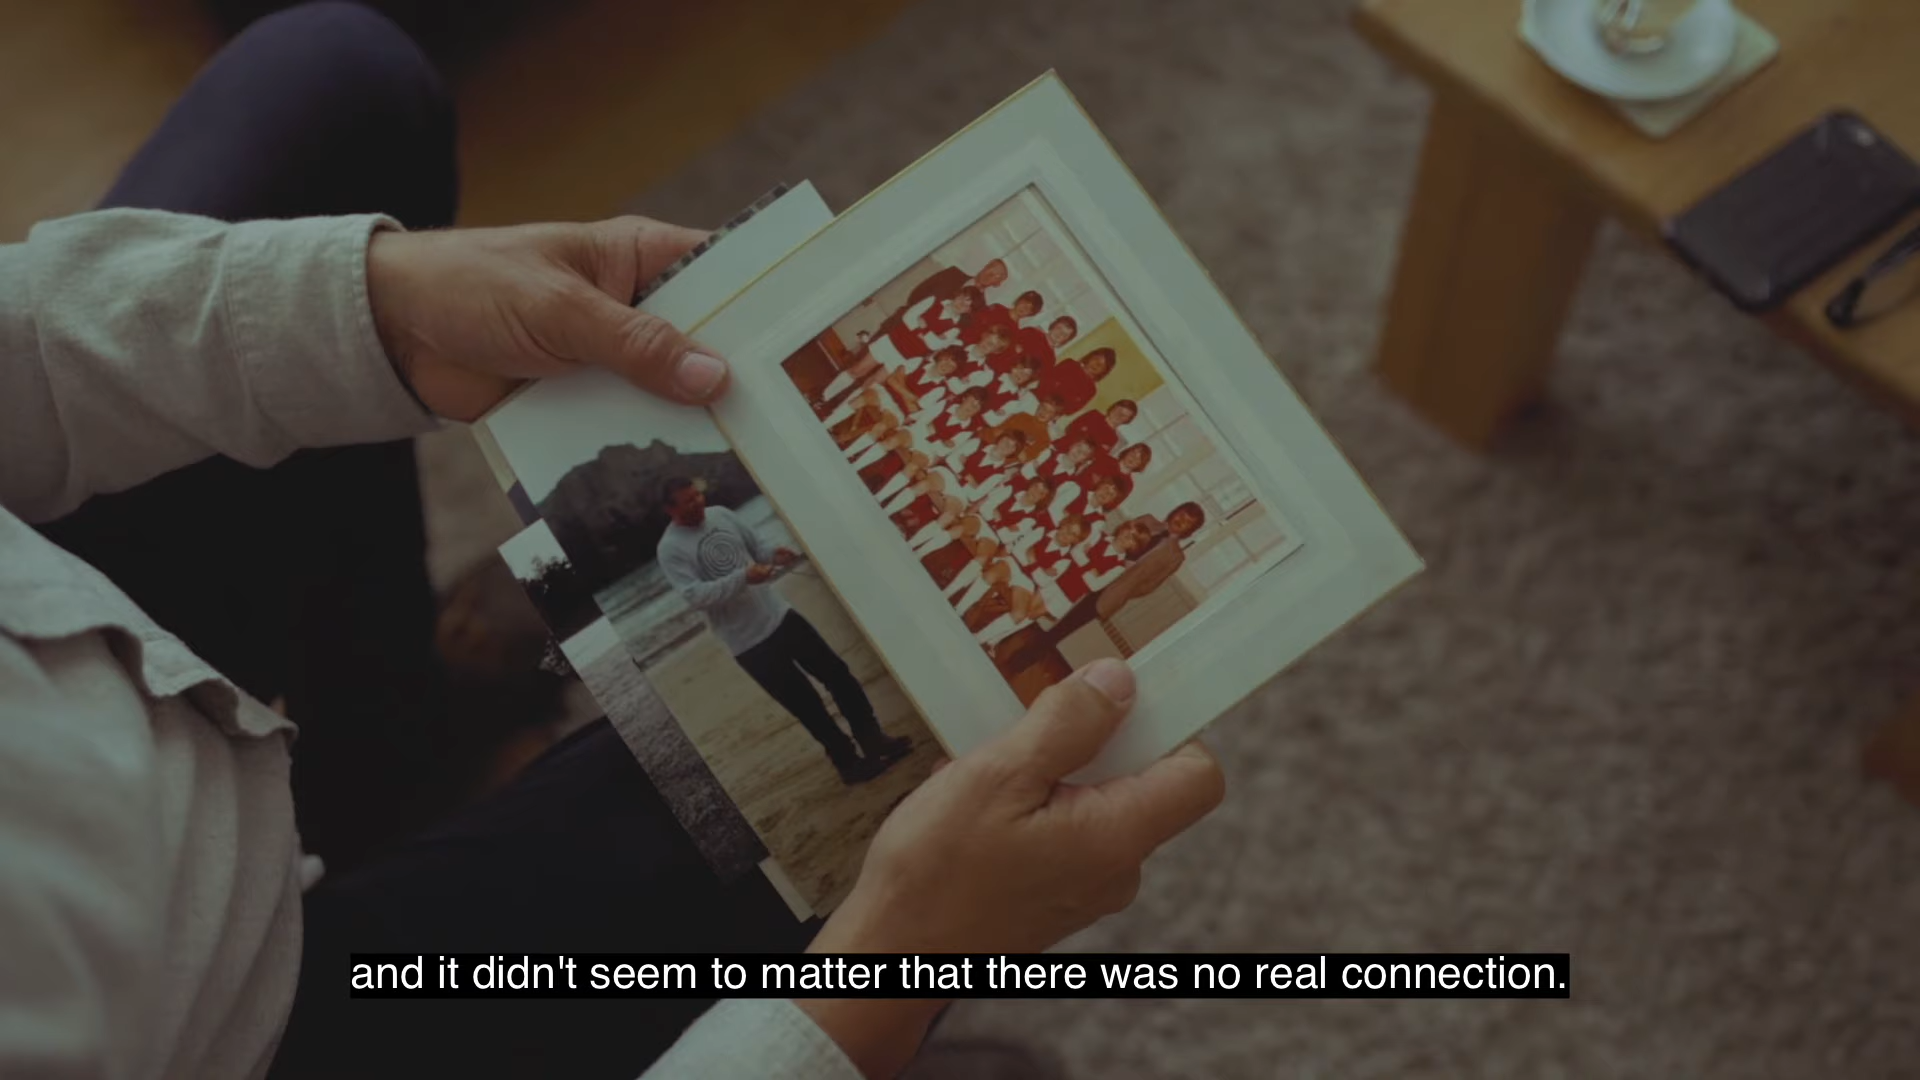 and it didn't seem to matter that there was no real connection.